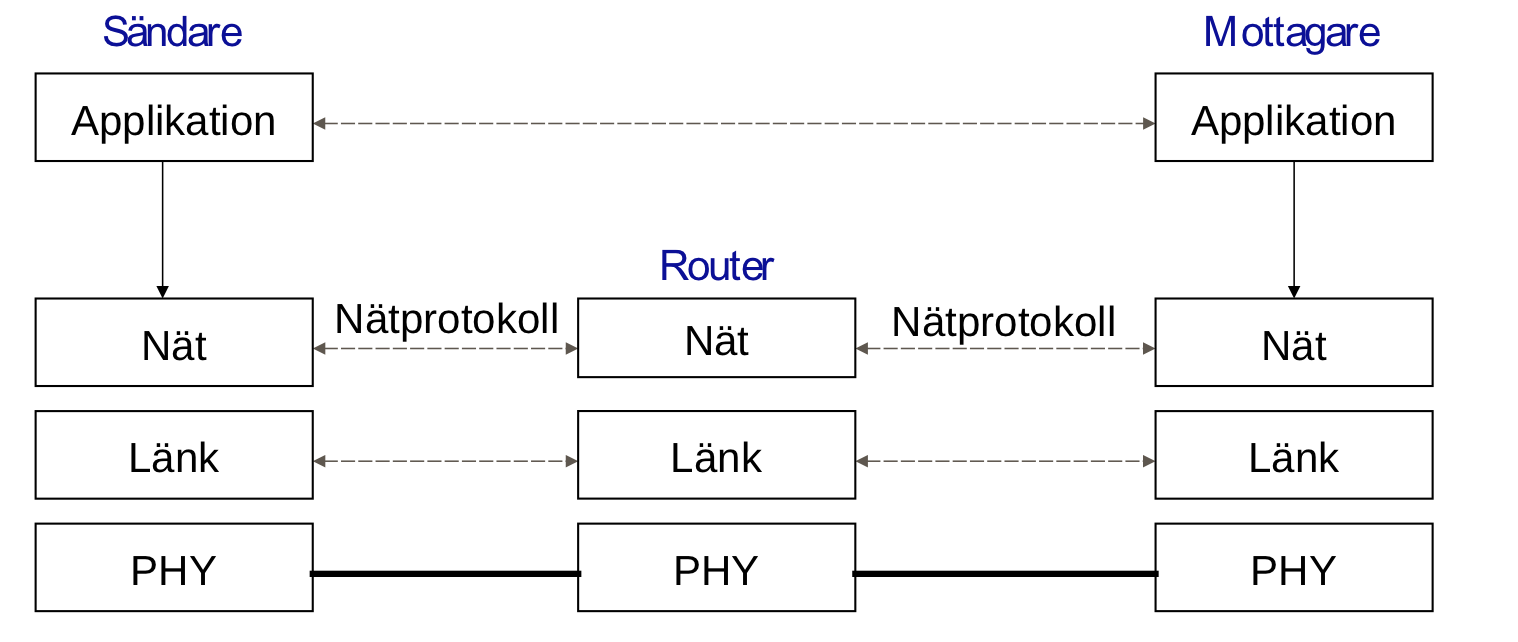 Sändare
Mottagare
Applikation
Applikation
Router
Nätprotokoll
Nätprotokoll
Nät
Nät
Nät
Länk
Länk
Länk
PHY
PHY
PHY